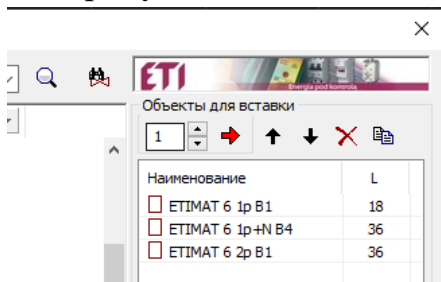 ETI
Energia pod kontrolą
Объекты для вставки
1
Наименование L
ETIMAT 6 1p B1 18
ETIMAT 6 1p+N B4 36
ETIMAT 6 2p B1 36